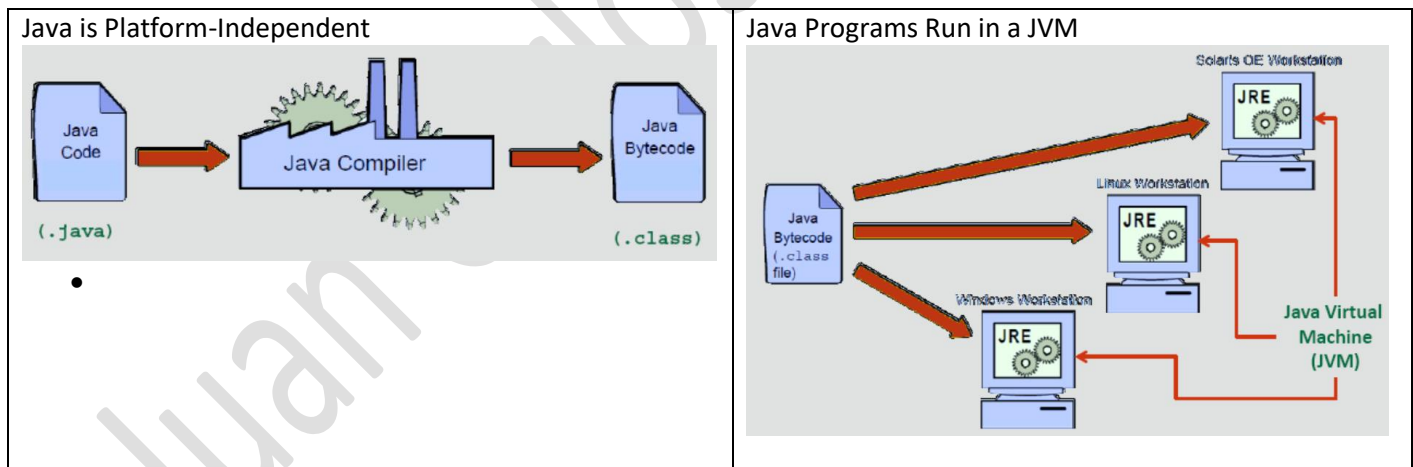 Java is Platform-Independent
Java
Code
(.java)
Java Compiler
Java
Bytecode
(.class)
•
Java Programs Run in a JVM
Solaris OE Workstation
JRE
Linux Workstation
JRE
Java
Bytecode
(.class
file)
Windows Workstation
JRE
Java Virtual
Machine
(JVM)
Juan